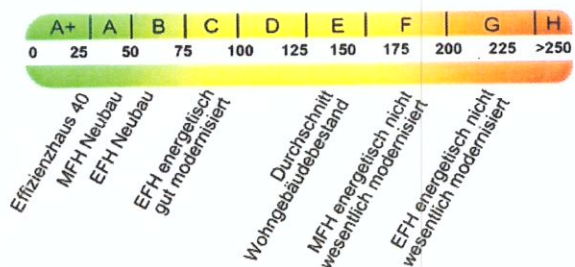 A+ A B C D E F G H
0 25 50 75 100 125 150 175 200 225 >250
Effizienzhaus 40
MFH Neubau
EFH Neubau
EFH energetisch
gut modernisiert
Durchschnitt
Wohngebäudebestand
MFH energetisch nicht
wesentlich modernisiert
EFH energetisch nicht
wesentlich modernisiert